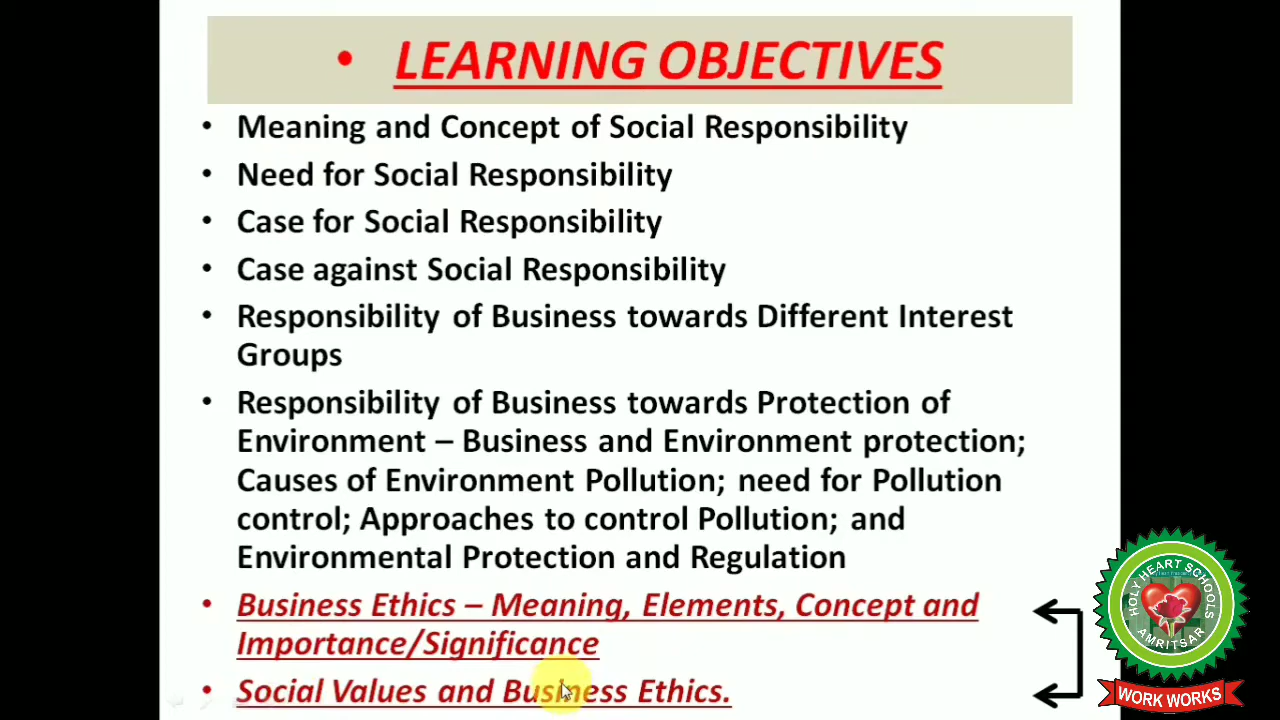 • LEARNING OBJECTIVES
• Meaning and Concept of Social Responsibility
• Need for Social Responsibility
• Case for Social Responsibility
• Case against Social Responsibility
• Responsibility of Business towards Different Interest
Groups
• Responsibility of Business towards Protection of
Environment – Business and Environment protection;
Causes of Environment Pollution; need for Pollution
control; Approaches to control Pollution; and
Environmental Protection and Regulation
• Business Ethics – Meaning, Elements, Concept and
Importance/Significance
• Social Values and Business Ethics.
HOLY HEART SCHOOLS
AMRITSAR
WORK WORKS